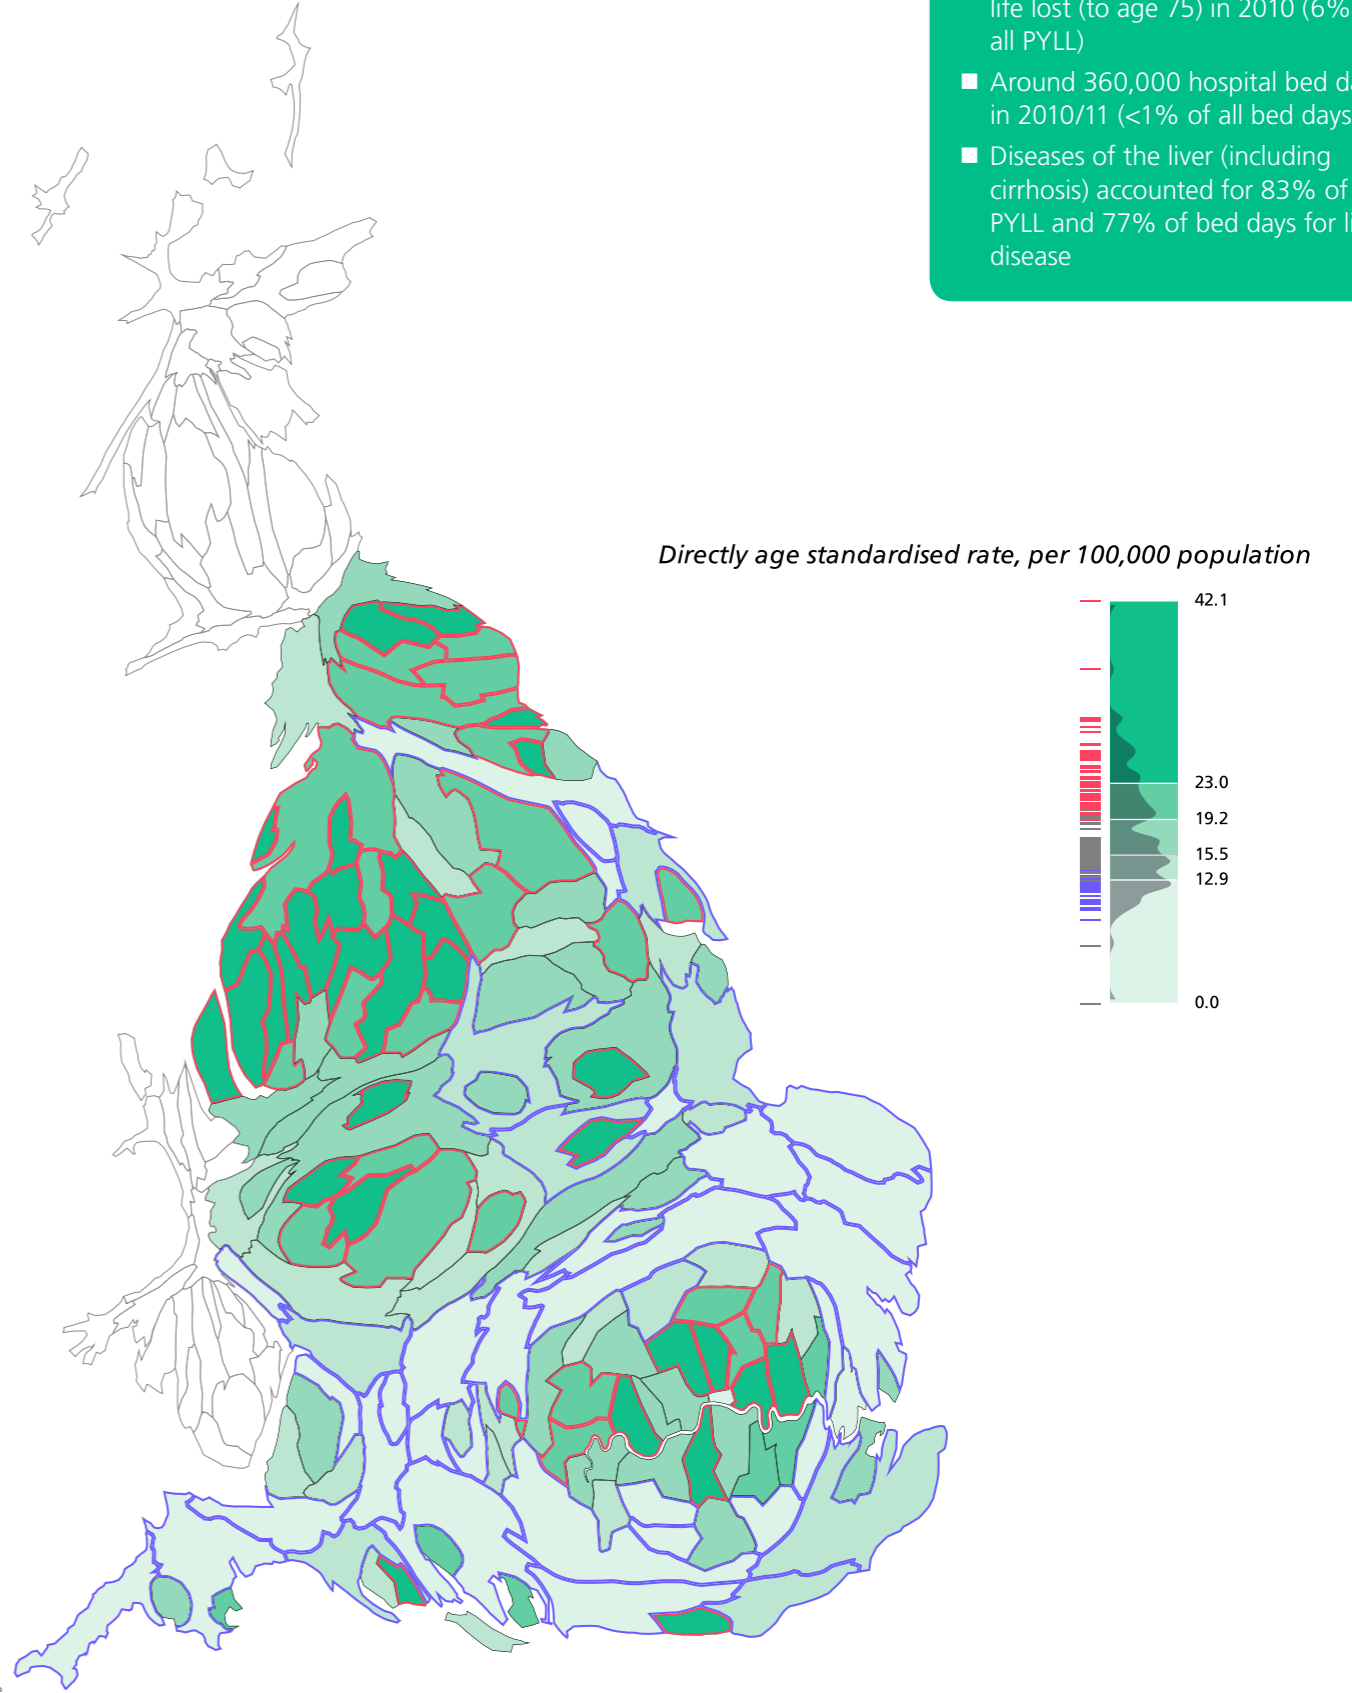 life lost (to age 75) in 2010 (6%
all PYLL)
■ Around 360,000 hospital bed
in 2010/11 (<1% of all bed days
■ Diseases of the liver (including
cirrhosis) accounted for 83% of
PYLL and 77% of bed days for
disease
Directly age standardised rate, per 100,000 population
42.1
23.0
19.2
15.5
12.9
0.0